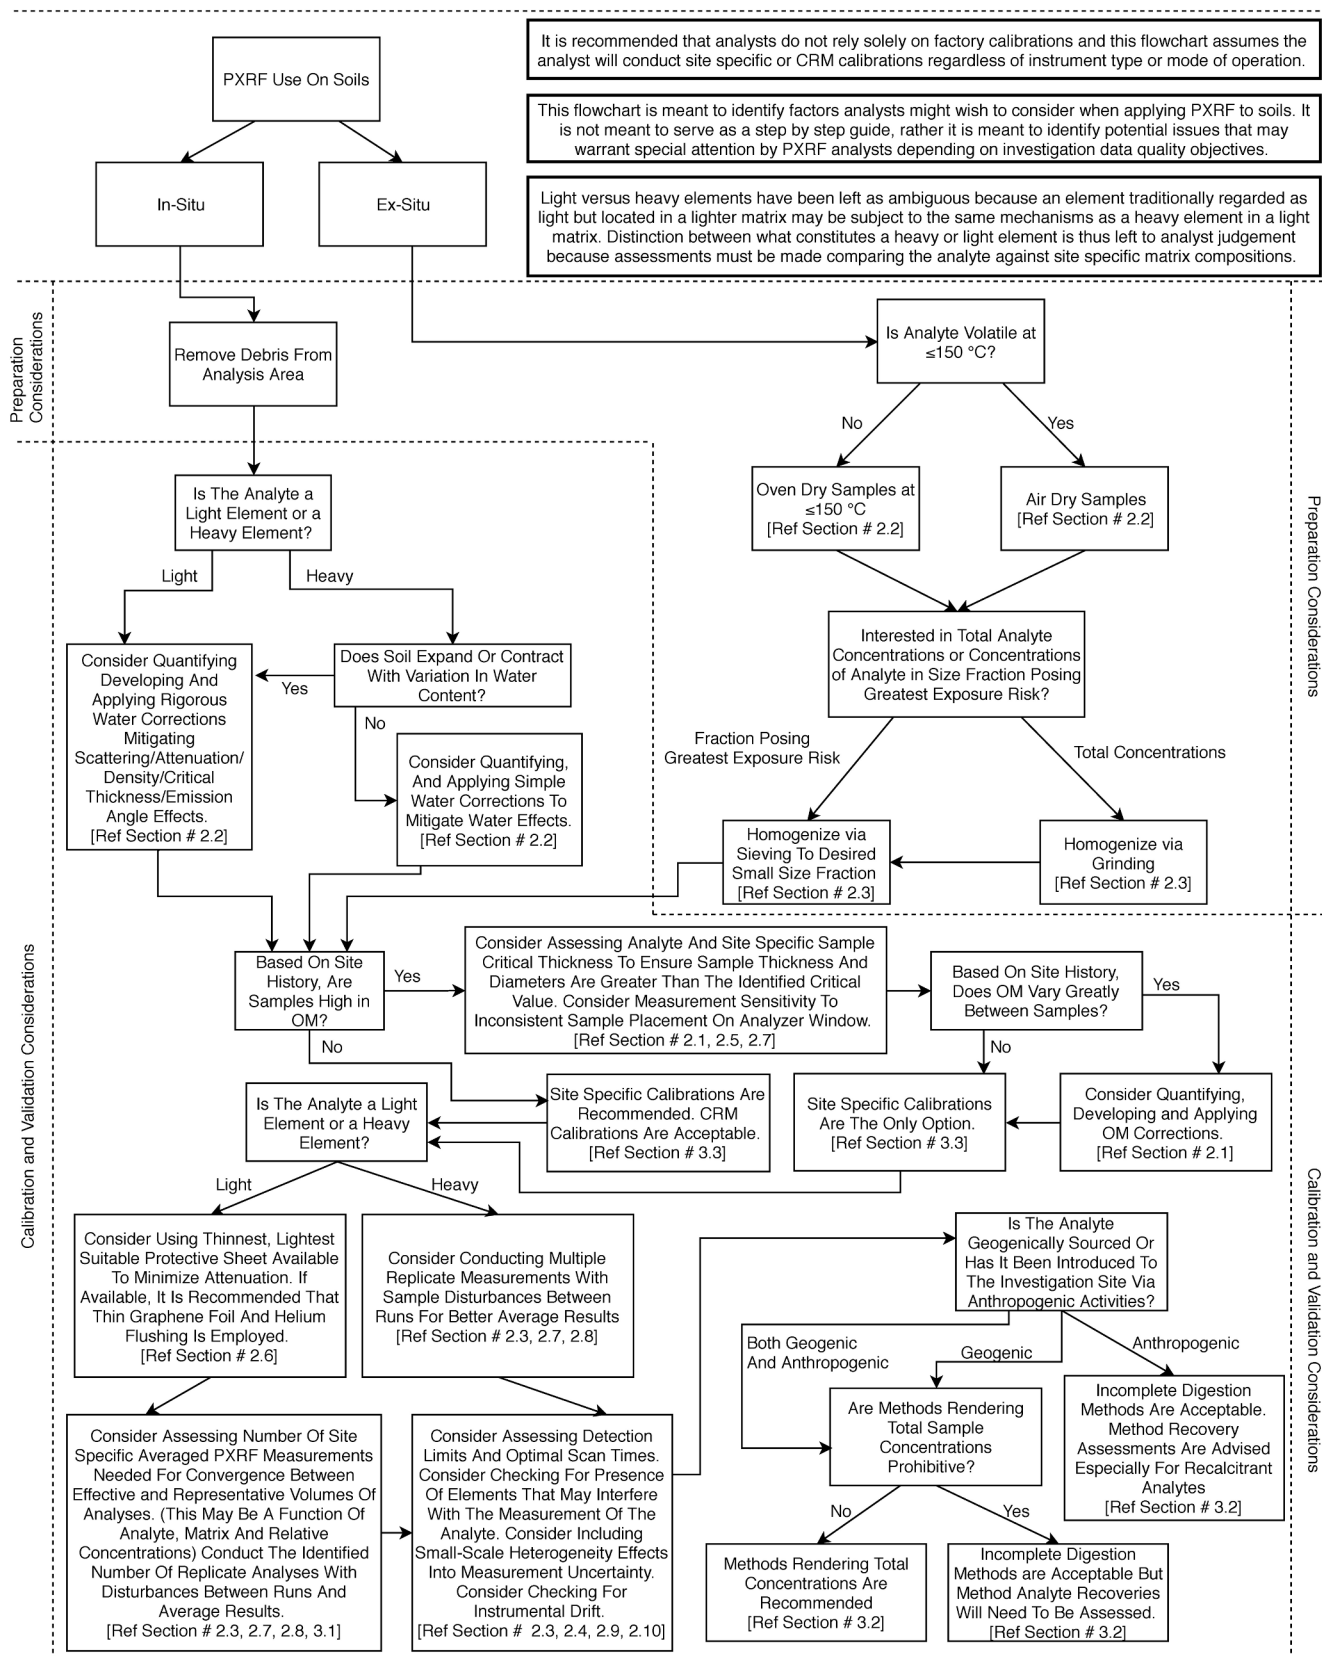 PXRF Use On Soils
It is recommended that analysts do not rely solely on factory calibrations and this flowchart assumes the
analyst will conduct site specific or CRM calibrations regardless of instrument type or mode of operation.
This flowchart is meant to identify factors analysts might wish to consider when applying PXRF to soils. It
is not meant to serve as a step by step guide, rather it is meant to identify potential issues that may
warrant special attention by PXRF analysts depending on investigation data quality objectives.
Light versus heavy elements have been left as ambiguous because an element traditionally regarded as
light but located in a lighter matrix may be subject to the same mechanisms as a heavy element in a light
matrix. Distinction between what constitutes a heavy or light element is thus left to analyst judgement
because assessments must be made comparing the analyte against site specific matrix compositions.
In-Situ
Ex-Situ
Preparation
Considerations
Remove Debris From
Analysis Area
Is Analyte Volatile at
≤150 °C?
No
Yes
Oven Dry Samples at
≤150 °C
[Ref Section # 2.2]
Air Dry Samples
[Ref Section # 2.2]
Preparation Considerations
Is The Analyte a
Light Element or a
Heavy Element?
Light
Heavy
Consider Quantifying
Developing And
Applying Rigorous
Water Corrections
Mitigating
Scattering/Attenuation/
Density/Critical
Thickness/Emission
Angle Effects.
[Ref Section # 2.2]
Does Soil Expand Or Contract
With Variation In Water
Content?
Yes
No
Consider Quantifying,
And Applying Simple
Water Corrections To
Mitigate Water Effects.
[Ref Section # 2.2]
Interested in Total Analyte
Concentrations or Concentrations
of Analyte in Size Fraction Posing
Greatest Exposure Risk?
Fraction Posing
Greatest Exposure Risk
Total Concentrations
Homogenize via
Sieving To Desired
Small Size Fraction
[Ref Section # 2.3]
Homogenize via
Grinding
[Ref Section # 2.3]
Calibration and Validation Considerations
Based On Site
History, Are
Samples High in
OM?
Yes
No
Consider Assessing Analyte And Site Specific Sample
Critical Thickness To Ensure Sample Thickness And
Diameters Are Greater Than The Identified Critical
Value. Consider Measurement Sensitivity To
Inconsistent Sample Placement On Analyzer Window.
[Ref Section # 2.1, 2.5, 2.7]
Based On Site History,
Does OM Vary Greatly
Between Samples?
Yes
No
Is The Analyte a Light
Element or a Heavy
Element?
Site Specific Calibrations Are
Recommended. CRM
Calibrations Are Acceptable.
[Ref Section # 3.3]
Site Specific Calibrations
Are The Only Option.
[Ref Section # 3.3]
Consider Quantifying,
Developing and Applying
OM Corrections.
[Ref Section # 2.1]
Calibration and Validation Considerations
Light
Heavy
Consider Using Thinnest, Lightest
Suitable Protective Sheet Available
To Minimize Attenuation. If
Available, It Is Recommended That
Thin Graphene Foil And Helium
Flushing Is Employed.
[Ref Section # 2.6]
Consider Conducting Multiple
Replicate Measurements With
Sample Disturbances Between
Runs For Better Average Results
[Ref Section # 2.3, 2.7, 2.8]
Is The Analyte
Geogenically Sourced Or
Has It Been Introduced To
The Investigation Site Via
Anthropogenic Activities?
Both Geogenic
And Anthropogenic
Geogenic
Anthropogenic
Are Methods Rendering
Total Sample
Concentrations
Prohibitive?
Incomplete Digestion
Methods Are Acceptable.
Method Recovery
Assessments Are Advised
Especially For Recalcitrant
Analytes
[Ref Section # 3.2]
Consider Assessing Number Of Site
Specific Averaged PXRF Measurements
Needed For Convergence Between
Effective and Representative Volumes Of
Analyses. (This May Be A Function Of
Analyte, Matrix And Relative
Concentrations) Conduct The Identified
Number Of Replicate Analyses With
Disturbances Between Runs And
Average Results.
[Ref Section # 2.3, 2.7, 2.8, 3.1]
Consider Assessing Detection
Limits And Optimal Scan Times.
Consider Checking For Presence
Of Elements That May Interfere
With The Measurement Of The
Analyte. Consider Including
Small-Scale Heterogeneity Effects
Into Measurement Uncertainty.
Consider Checking For
Instrumental Drift.
[Ref Section #  2.3, 2.4, 2.9, 2.10]
No
Yes
Methods Rendering Total
Concentrations Are
Recommended
[Ref Section # 3.2]
Incomplete Digestion
Methods are Acceptable But
Method Analyte Recoveries
Will Need To Be Assessed.
[Ref Section # 3.2]